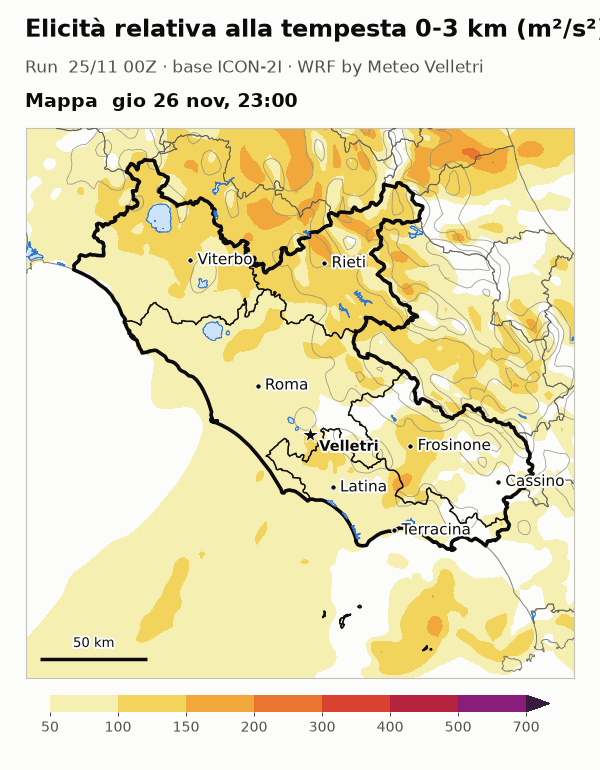 Elicità relativa alla tempesta 0-3 km (m²/s²)
Run 25/11 00Z · base ICON-2I · WRF by Meteo Velletri
Mappa gio 26 nov, 23:00
Viterbo
Rieti
Roma
Velletri
Frosinone
Cassino
Latina
Terracina
50 km
50 100 150 200 300 400 500 700